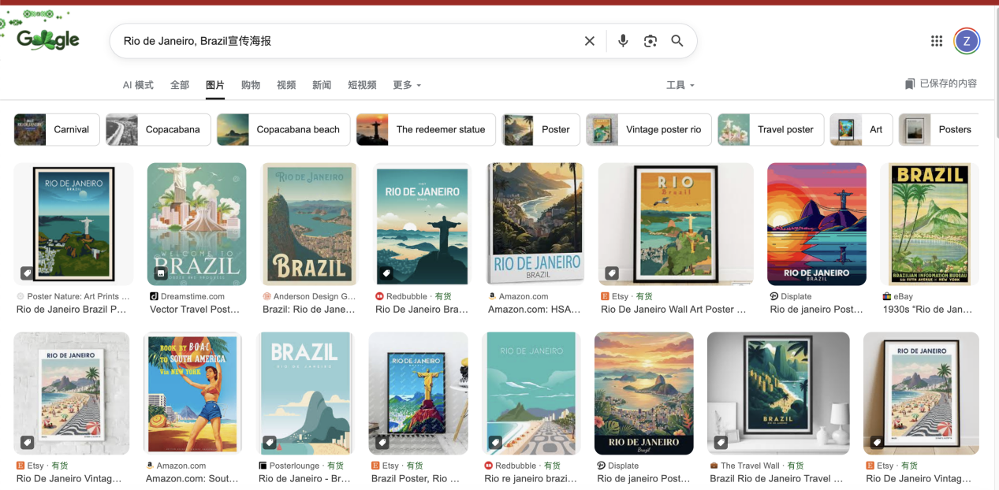 Google
Rio de Janeiro, Brazil宣传海报
Z
AI 模式 全部 图片 购物 视频 新闻 短视频 更多 工具
已保存的内容
Carnival Copacabana Copacabana beach The redeemer statue Poster Vintage poster rio Travel poster Art Posters
RIO DE JANEIRO
BRAZIL
WELCOME TO
BRAZIL
RIO DE JANEIRO
BRAZIL
VISIT
RIO DE JANEIRO
BRAZIL
RIO DE JANEIRO
BRAZIL
RIO
Brasil
RIO DE JANEIRO
BRAZIL
BRAZIL
BRAZILIAN INFORMATION BUREAU
551 FIFTH AVENUE NEW YORK
Poster Nature: Art Prints ...
Rio de Janeiro Brazil P...
Dreamstime.com
Vector Travel Post...
Anderson Design G...
Brazil: Rio de Jane...
Redbubble · 有货
Rio De Janeiro Bra...
Amazon.com
Amazon.com: HSA...
Etsy · 有货
Rio De Janeiro Wall Art Poster ...
Displate
Rio de janeiro Post...
eBay
1930s “Rio de Jan...
RIO DE JANEIRO
BOOK BY B·O·A·C
TO SOUTH AMERICA
Via NEW YORK
BRAZIL
RIO DE JANEIRO
RIO DE JANEIRO
RIO DE JANEIRO
RIO DE JANEIRO
Brazil
BRAZIL
RIO DE JANEIRO
Etsy · 有货
Rio De Janeiro Vintag...
Amazon.com
Amazon.com: Sout...
Posterlounge · 有货
Rio de Janeiro - Br...
Etsy · 有货
Brazil Poster, Rio ...
Redbubble · 有货
Rio re janeiro brazi...
Displate
Rio de janeiro Post...
The Travel Wall · 有货
Brazil Rio de Janeiro Travel ...
Etsy · 有货
Rio De Janeiro Vintag...